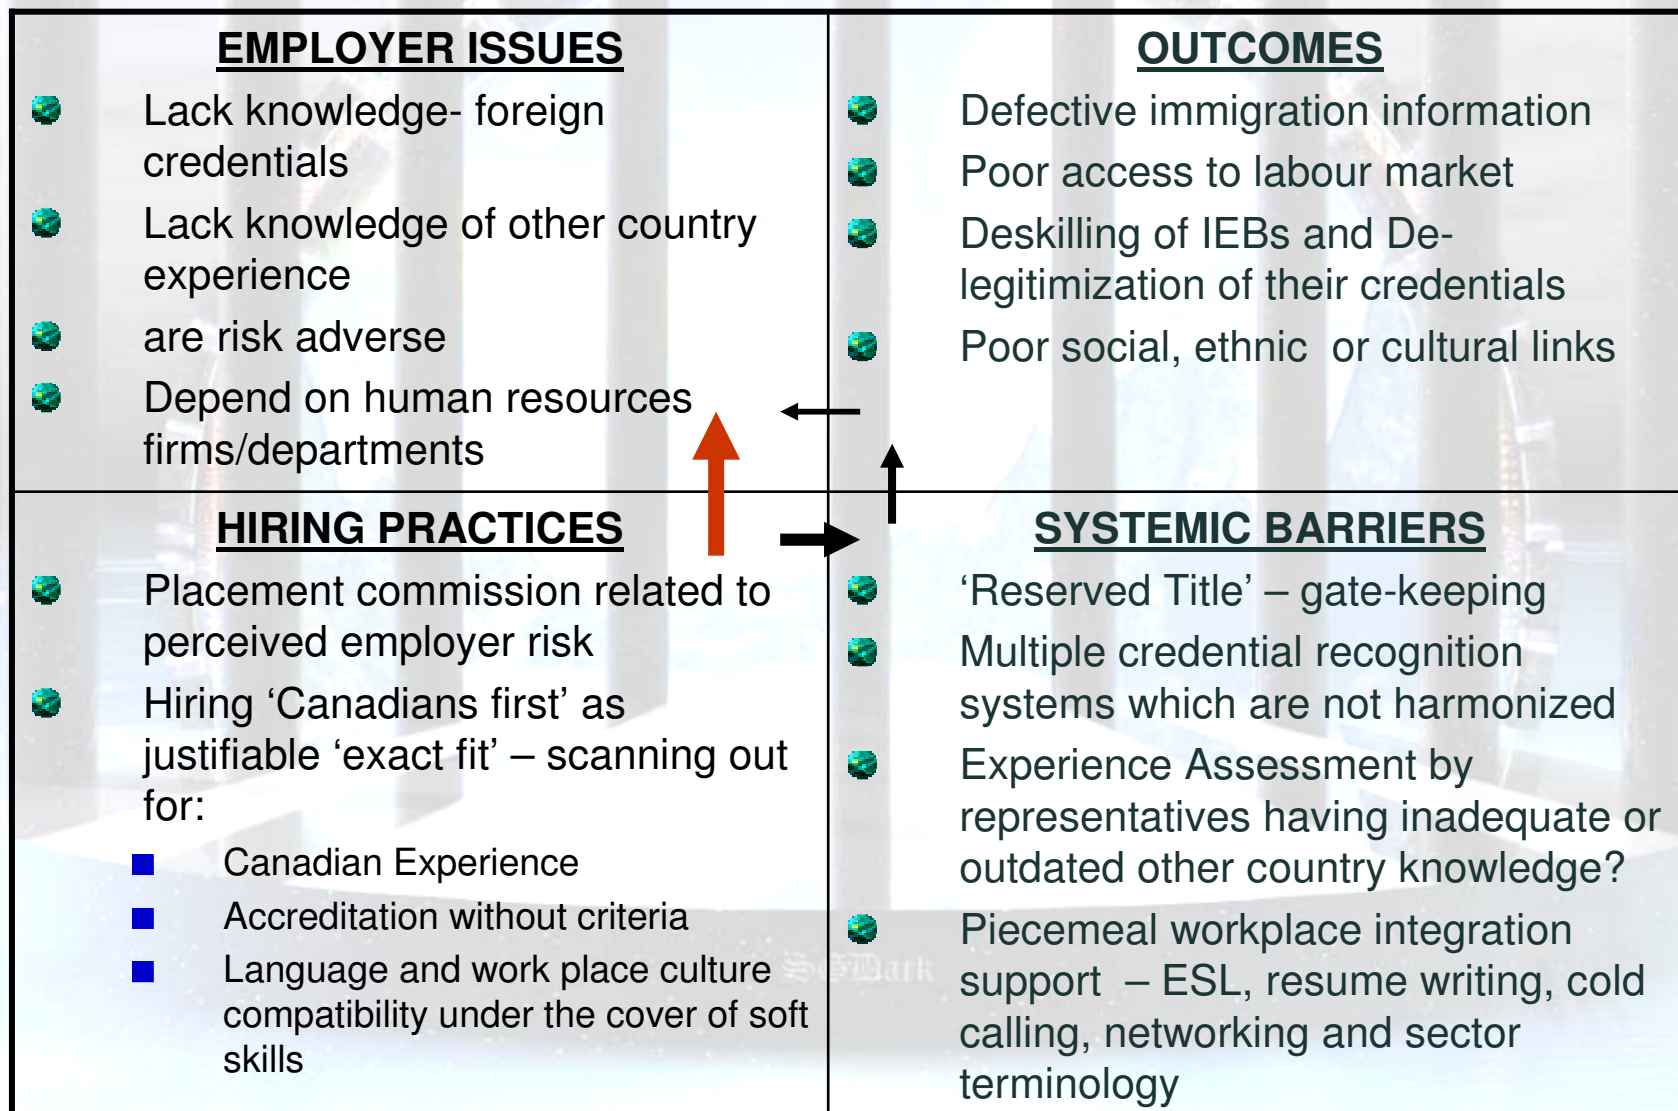 EMPLOYER ISSUES
Lack knowledge- foreign
credentials
Lack knowledge of other country
experience
are risk adverse
Depend on human resources
firms/departments
OUTCOMES
Defective immigration information
Poor access to labour market
Deskilling of IEBs and De-
legitimization of their credentials
Poor social, ethnic  or cultural links
HIRING PRACTICES
Placement commission related to
perceived employer risk
Hiring ‘Canadians first’ as
justifiable ‘exact fit’ – scanning out
for:
Canadian Experience
Accreditation without criteria
Language and work place culture
compatibility under the cover of soft
skills
SYSTEMIC BARRIERS
‘Reserved Title’ – gate-keeping
Multiple credential recognition
systems which are not harmonized
Experience Assessment by
representatives having inadequate or
outdated other country knowledge?
Piecemeal workplace integration
support  – ESL, resume writing, cold
calling, networking and sector
terminology